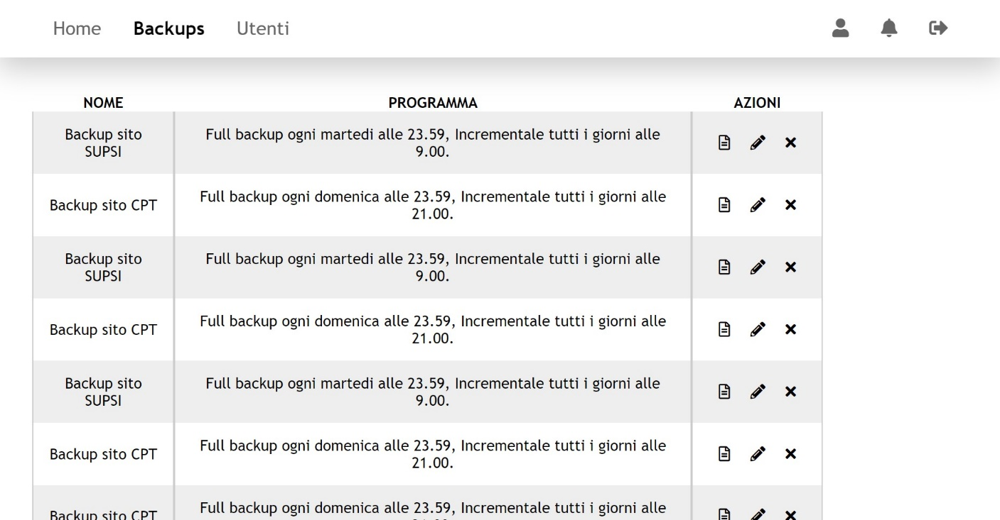 Home Backups Utenti
NOME PROGRAMMA AZIONI
Backup sito
SUPSI
Full backup ogni martedi alle 23.59, Incrementale tutti i giorni alle
9.00.
Backup sito CPT
Full backup ogni domenica alle 23.59, Incrementale tutti i giorni alle
21.00.
Backup sito
SUPSI
Full backup ogni martedi alle 23.59, Incrementale tutti i giorni alle
9.00.
Backup sito CPT
Full backup ogni domenica alle 23.59, Incrementale tutti i giorni alle
21.00.
Backup sito
SUPSI
Full backup ogni martedi alle 23.59, Incrementale tutti i giorni alle
9.00.
Backup sito CPT
Full backup ogni domenica alle 23.59, Incrementale tutti i giorni alle
21.00.
Backup sito CPT
Full backup ogni domenica alle 23.59, Incrementale tutti i giorni alle